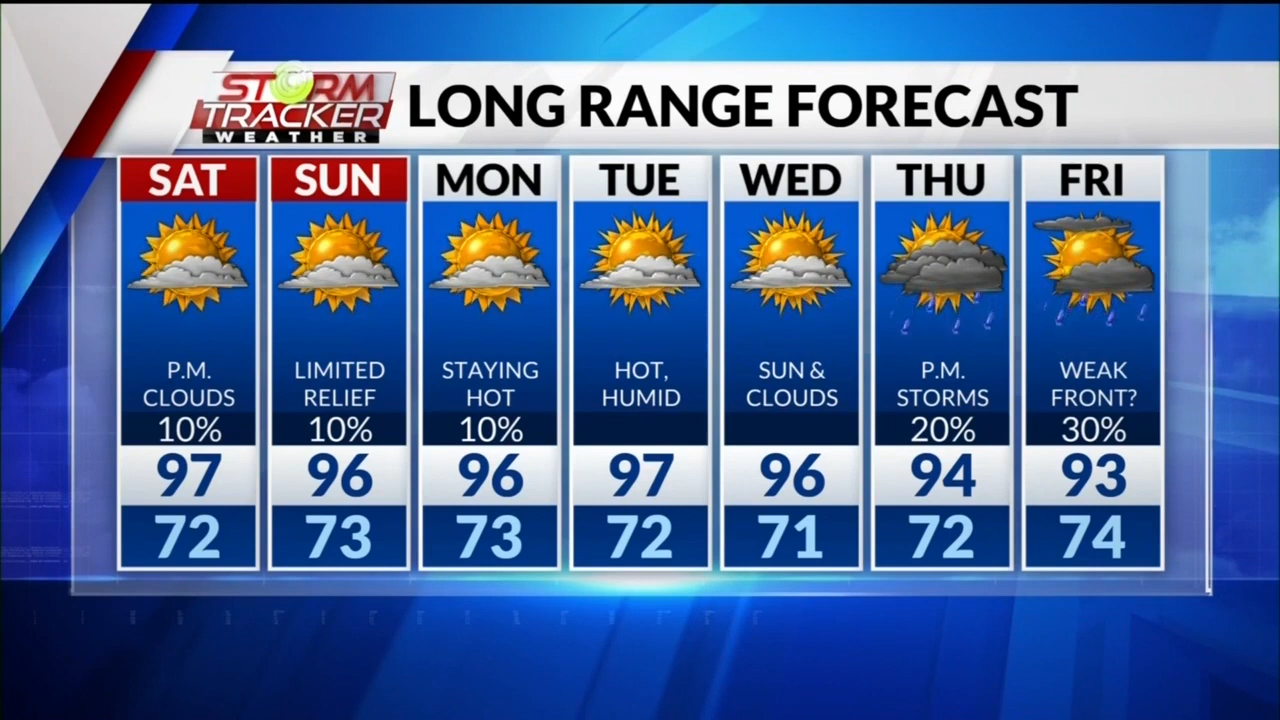 STORM
TRACKER
WEATHER
LONG RANGE FORECAST
SAT
P.M.
CLOUDS
10%
97
72
SUN
LIMITED
RELIEF
10%
96
73
MON
STAYING
HOT
10%
96
73
TUE
HOT,
HUMID
97
72
WED
SUN &
CLOUDS
96
71
THU
P.M.
STORMS
20%
94
72
FRI
WEAK
FRONT?
30%
93
74